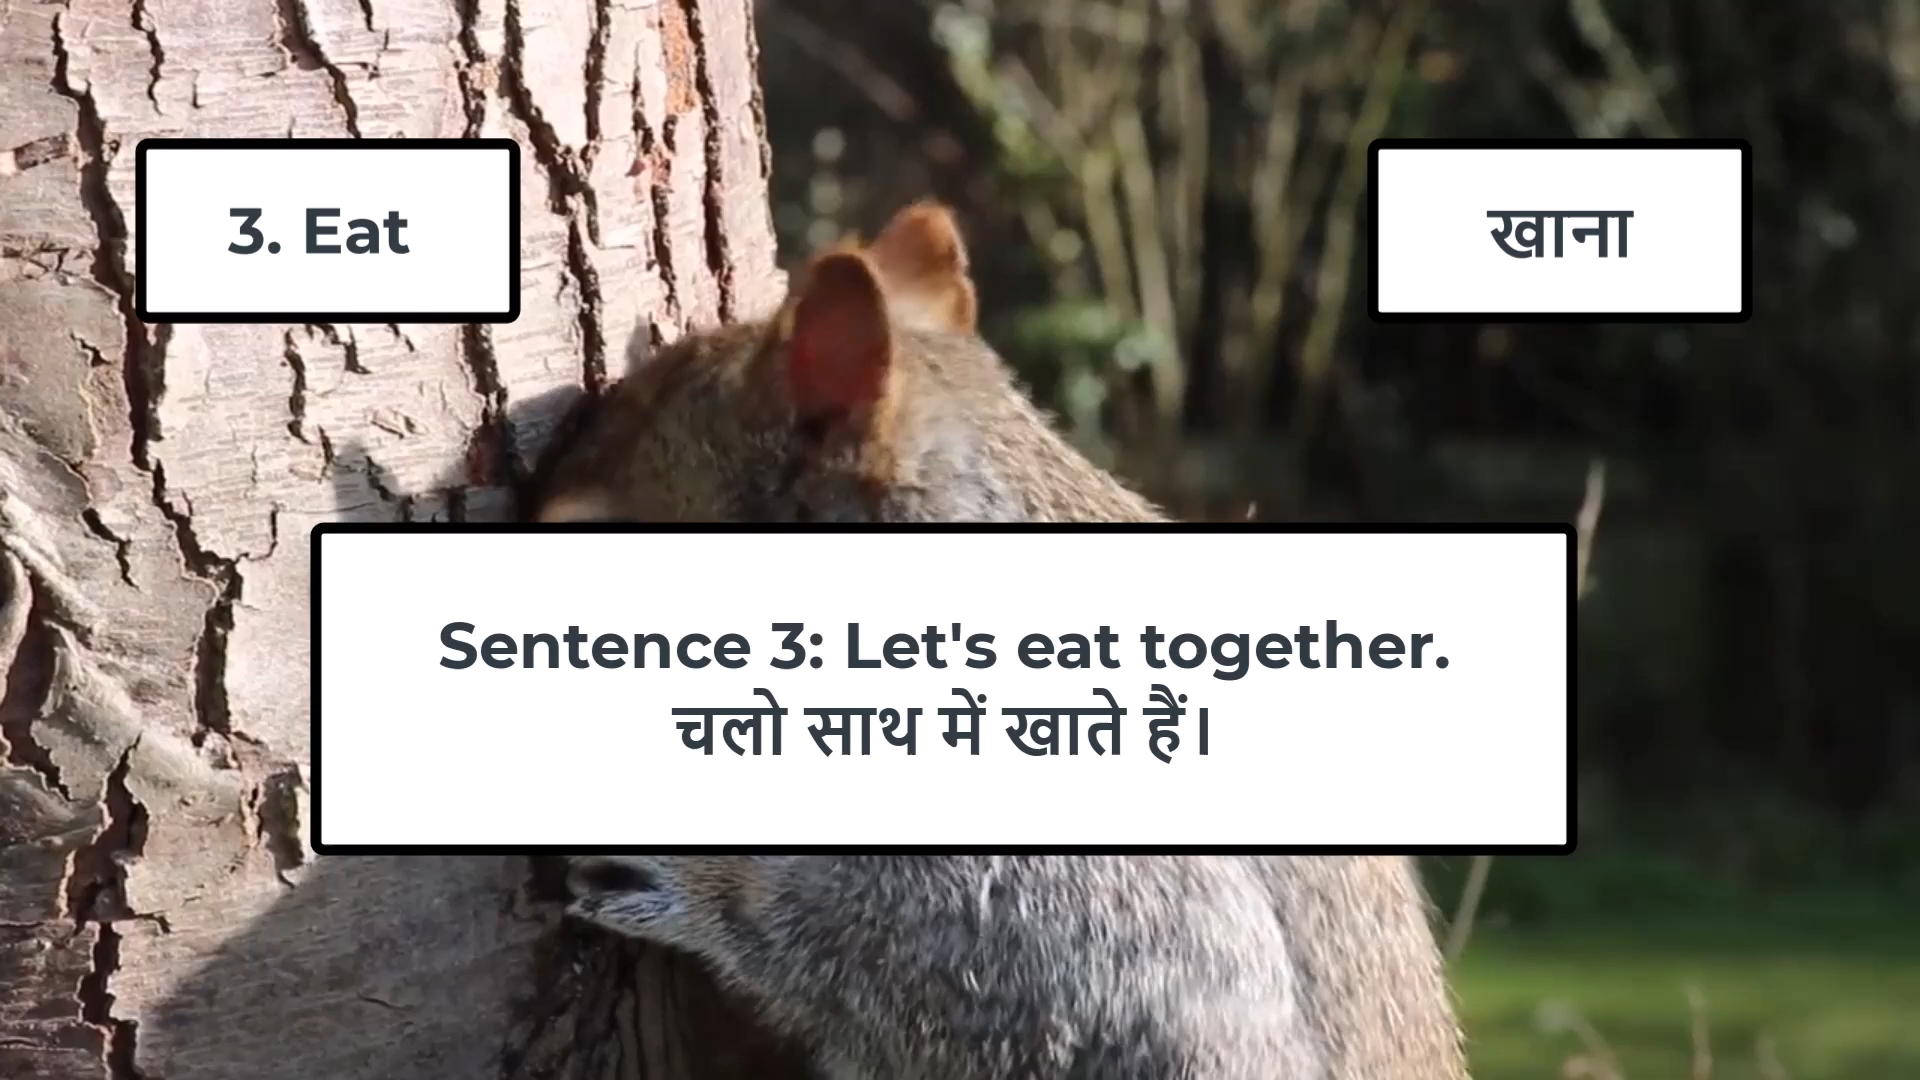 3. Eat
खाना
Sentence 3: Let's eat together.
चलो साथ में खाते हैं।